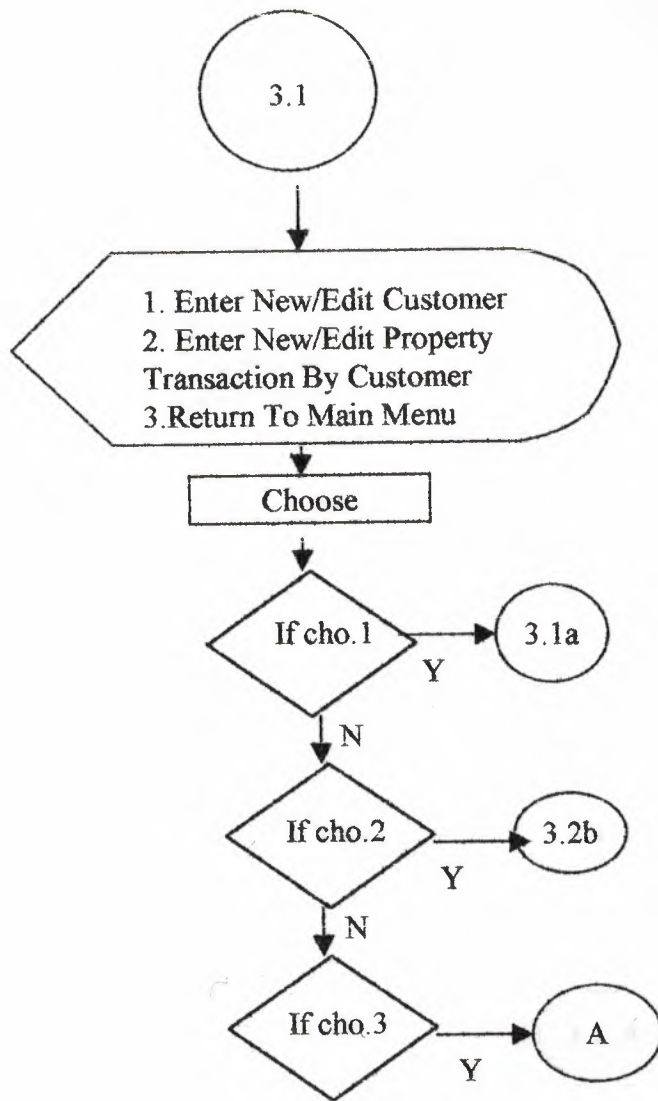 3.1
1. Enter New/Edit Customer
2. Enter New/Edit Property
Transaction By Customer
3.Return To Main Menu
Choose
If cho.1
3.1a
Y
N
If cho.2
3.2b
Y
N
If cho.3
A
Y